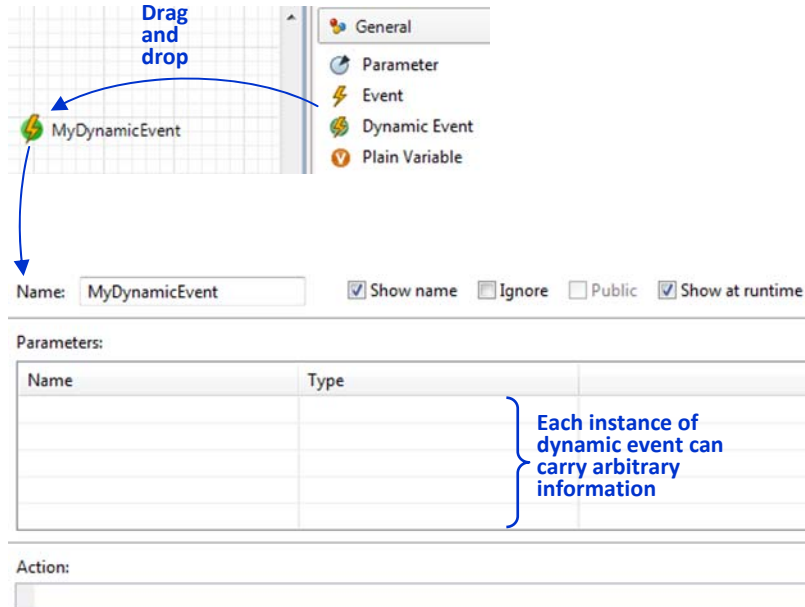 Drag
and
drop
General
Parameter
Event
Dynamic Event
Plain Variable
MyDynamicEvent
Name: MyDynamicEvent Show name Ignore Public Show at runtime
Parameters:
Name Type
Each instance of
dynamic event can
carry arbitrary
information
Action: